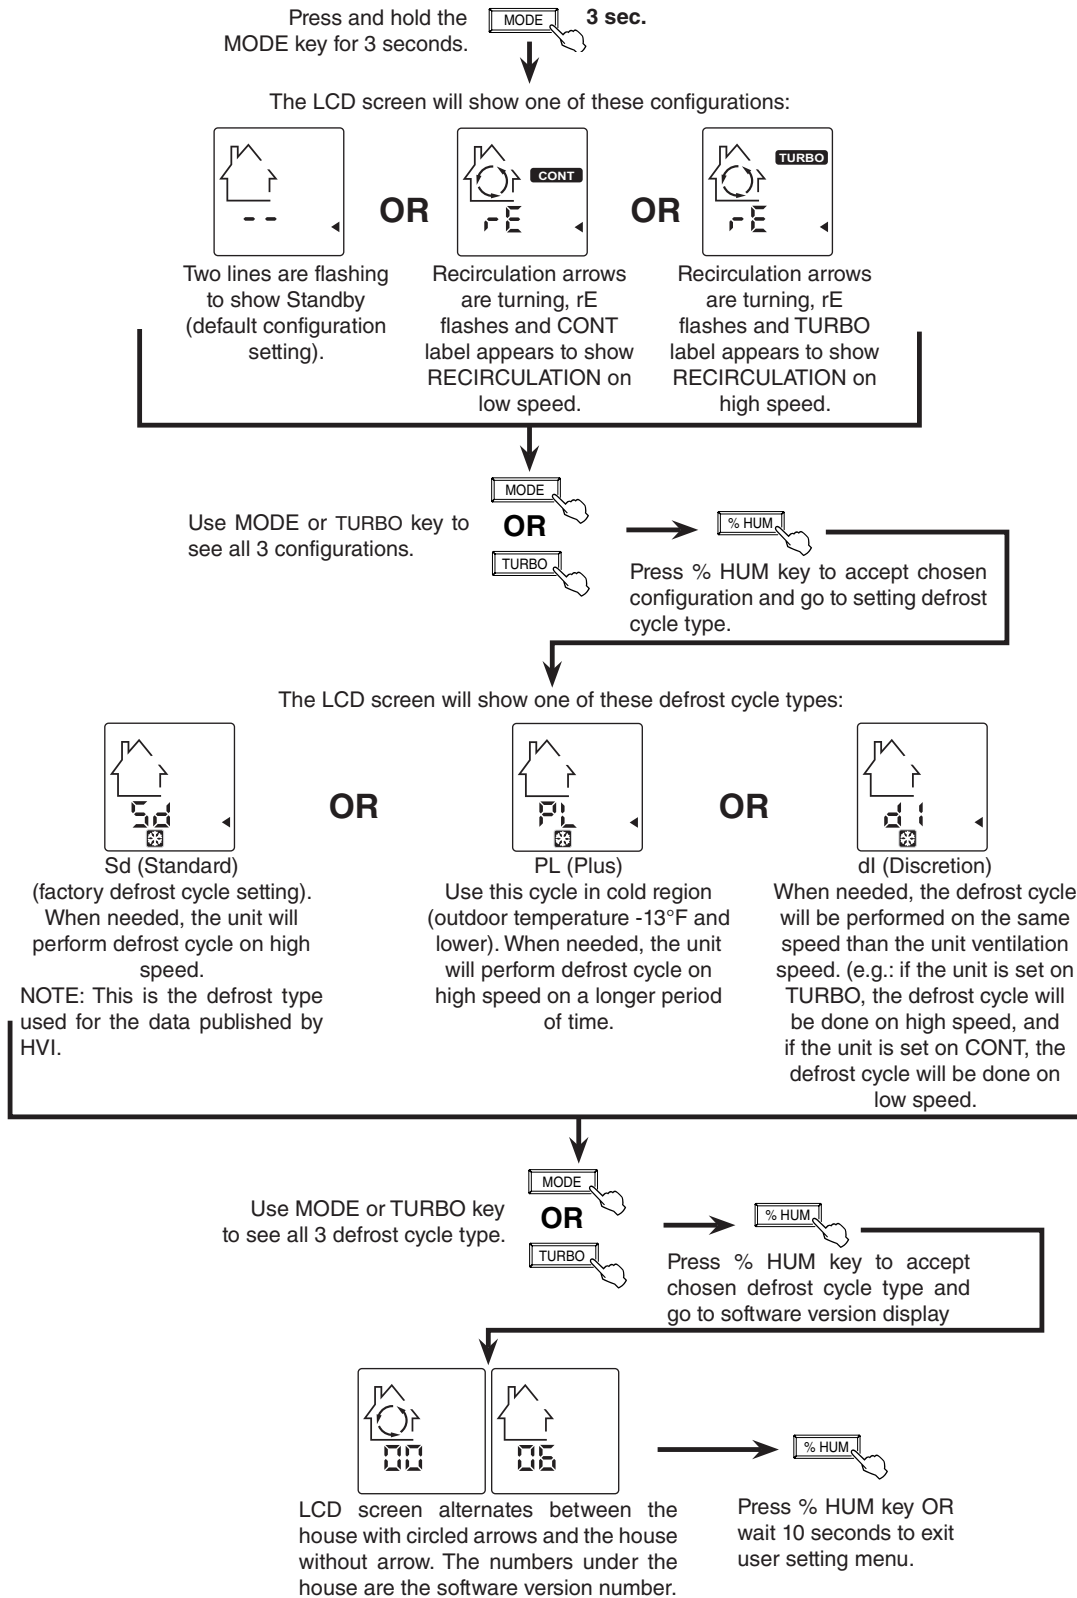 Press and hold the
MODE key for 3 seconds.
MODE
3 sec.
The LCD screen will show one of these configurations:
--
OR
CONT
rE
OR
TURBO
rE
Two lines are flashing
to show Standby
(default configuration
setting).
Recirculation arrows
are turning, rE
flashes and CONT
label appears to show
RECIRCULATION on
low speed.
Recirculation arrows
are turning, rE
flashes and TURBO
label appears to show
RECIRCULATION on
high speed.
Use MODE or TURBO key to
see all 3 configurations.
MODE
OR
TURBO
% HUM
Press % HUM key to accept chosen
configuration and go to setting defrost
cycle type.
The LCD screen will show one of these defrost cycle types:
Sd
OR
PL
OR
dI
Sd (Standard)
(factory defrost cycle setting).
When needed, the unit will
perform defrost cycle on high
speed.
NOTE: This is the defrost type
used for the data published by
HVI.
PL (Plus)
Use this cycle in cold region
(outdoor temperature -13°F and
lower). When needed, the unit
will perform defrost cycle on
high speed on a longer period
of time.
dI (Discretion)
When needed, the defrost cycle
will be performed on the same
speed than the unit ventilation
speed. (e.g.: if the unit is set on
TURBO, the defrost cycle will
be done on high speed, and
if the unit is set on CONT, the
defrost cycle will be done on
low speed.
Use MODE or TURBO key
to see all 3 defrost cycle type.
MODE
OR
TURBO
% HUM
Press % HUM key to accept
chosen defrost cycle type and
go to software version display
00
06
LCD screen alternates between the
house with circled arrows and the house
without arrow. The numbers under the
house are the software version number.
% HUM
Press % HUM key OR
wait 10 seconds to exit
user setting menu.